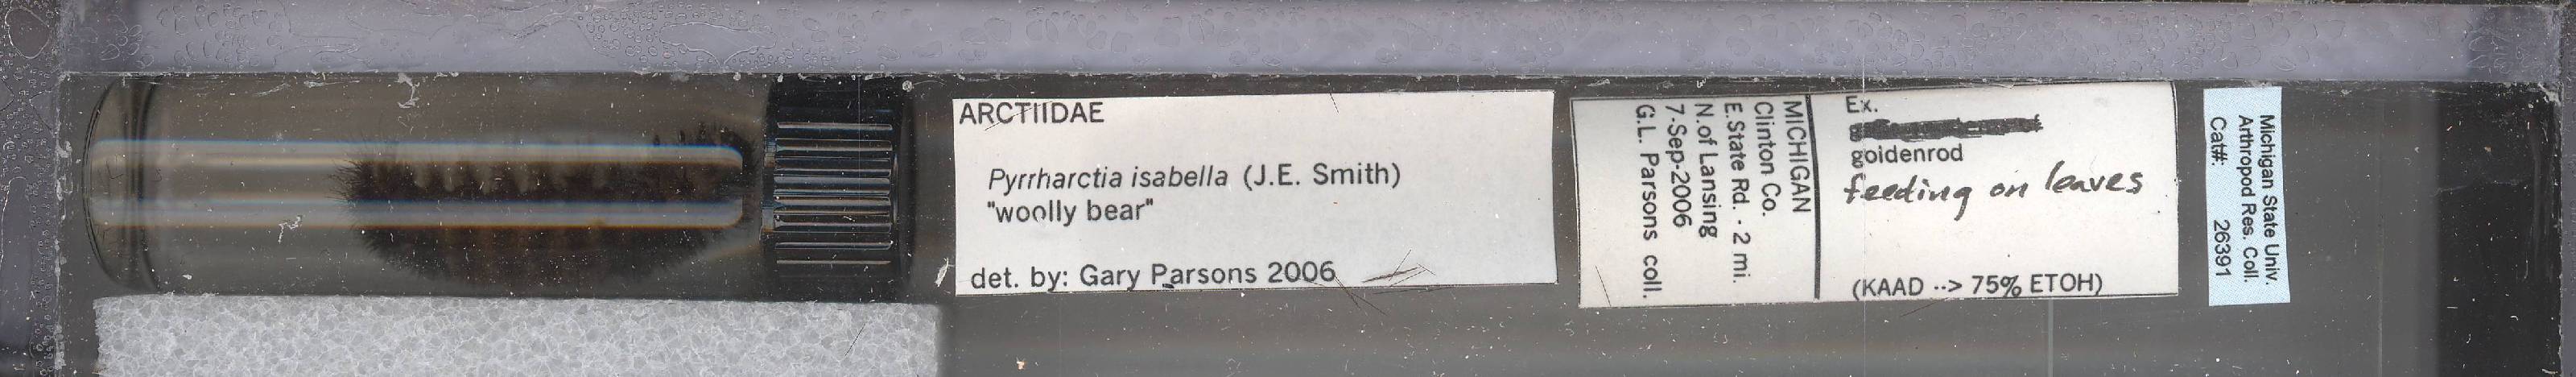 ARCTIIDAE
Pyrrharctia isabella (J.E. Smith)
"woolly bear"
det. by: Gary Parsons 2006
MICHIGAN
Clinton Co.
E.State Rd. - 2 mi.
N.of Lansing
7-Sep-2006
G.L. Parsons coll.
Ex.
goldenrod
feeding on leaves
(KAAD --> 75% ETOH)
Michigan State Univ.
Arthropod Res. Coll.
Cat#: 26391